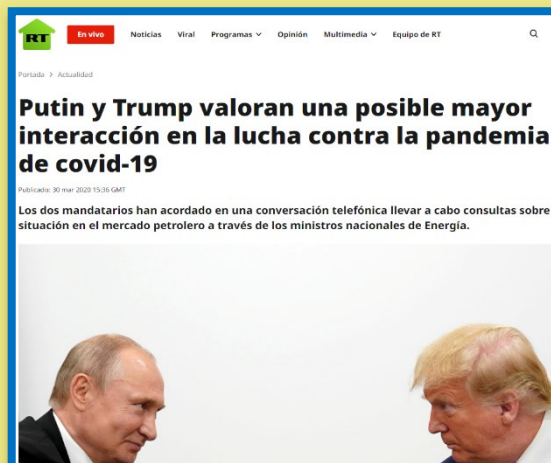 RT
En vivo Noticias Viral Programas Opinión Multimedia Equipo de RT
Portada > Actualidad
Putin y Trump valoran una posible mayor
interacción en la lucha contra la pandemia
de covid-19
Publicado: 30 mar 2020 15:36 GMT
Los dos mandatarios han acordado en una conversación telefónica llevar a cabo consultas sobre
situación en el mercado petrolero a través de los ministros nacionales de Energía.